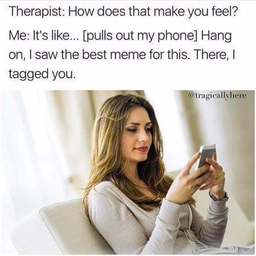 Therapist: How does that make you feel?
Me: It's like... [pulls out my phone] Hang
on, I saw the best meme for this. There, I
tagged you.
@tragicallyhere